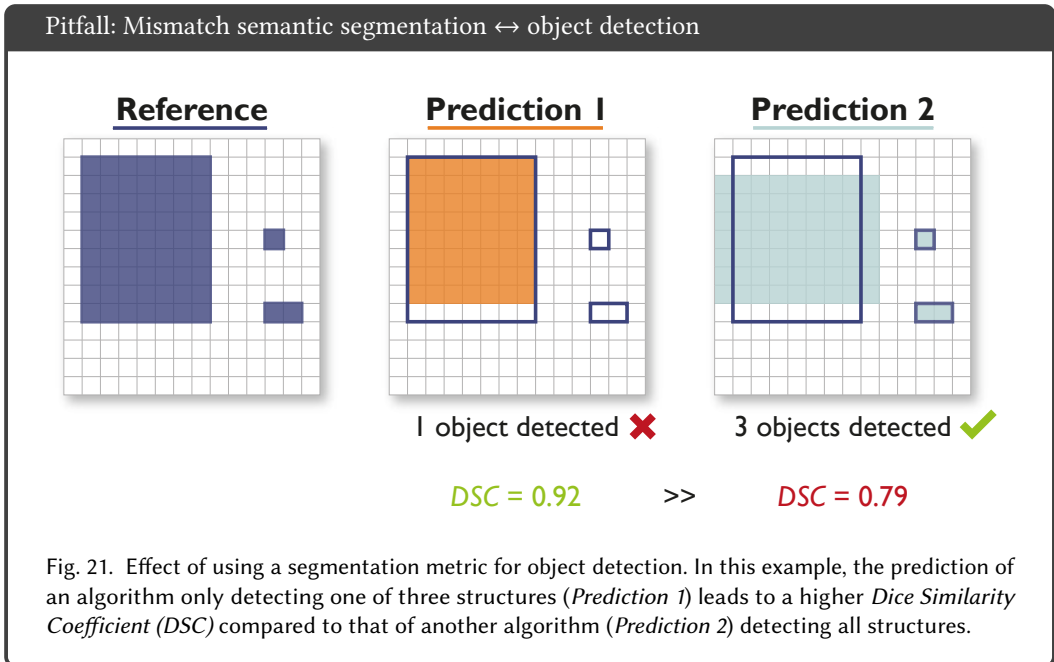 Pitfall: Mismatch semantic segmentation ↔ object detection
Reference Prediction 1 Prediction 2
1 object detected ✖ 3 objects detected ✔
DSC = 0.92 >> DSC = 0.79
Fig. 21. Effect of using a segmentation metric for object detection. In this example, the prediction of
an algorithm only detecting one of three structures (Prediction 1) leads to a higher Dice Similarity
Coefficient (DSC) compared to that of another algorithm (Prediction 2) detecting all structures.